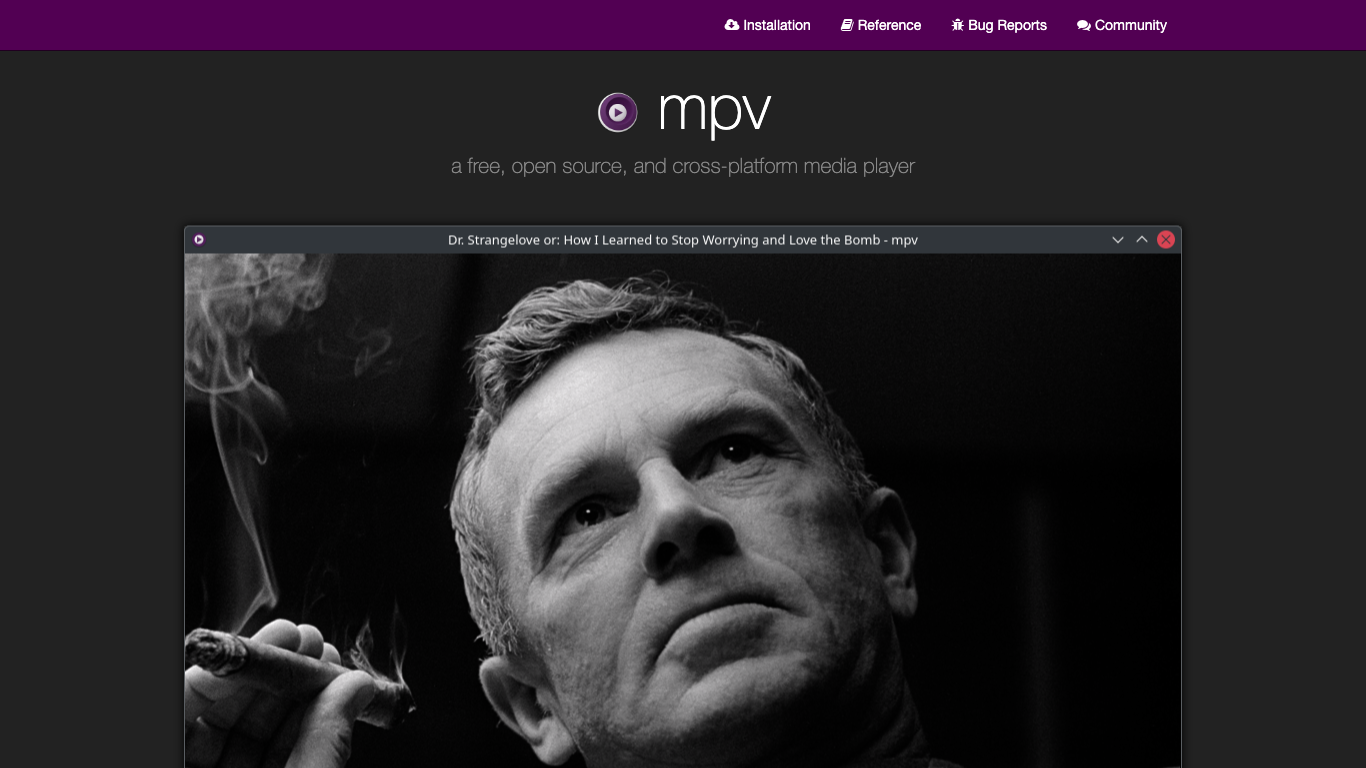 Installation Reference Bug Reports Community
mpv
a free, open source, and cross-platform media player
Dr. Strangelove or: How I Learned to Stop Worrying and Love the Bomb - mpv